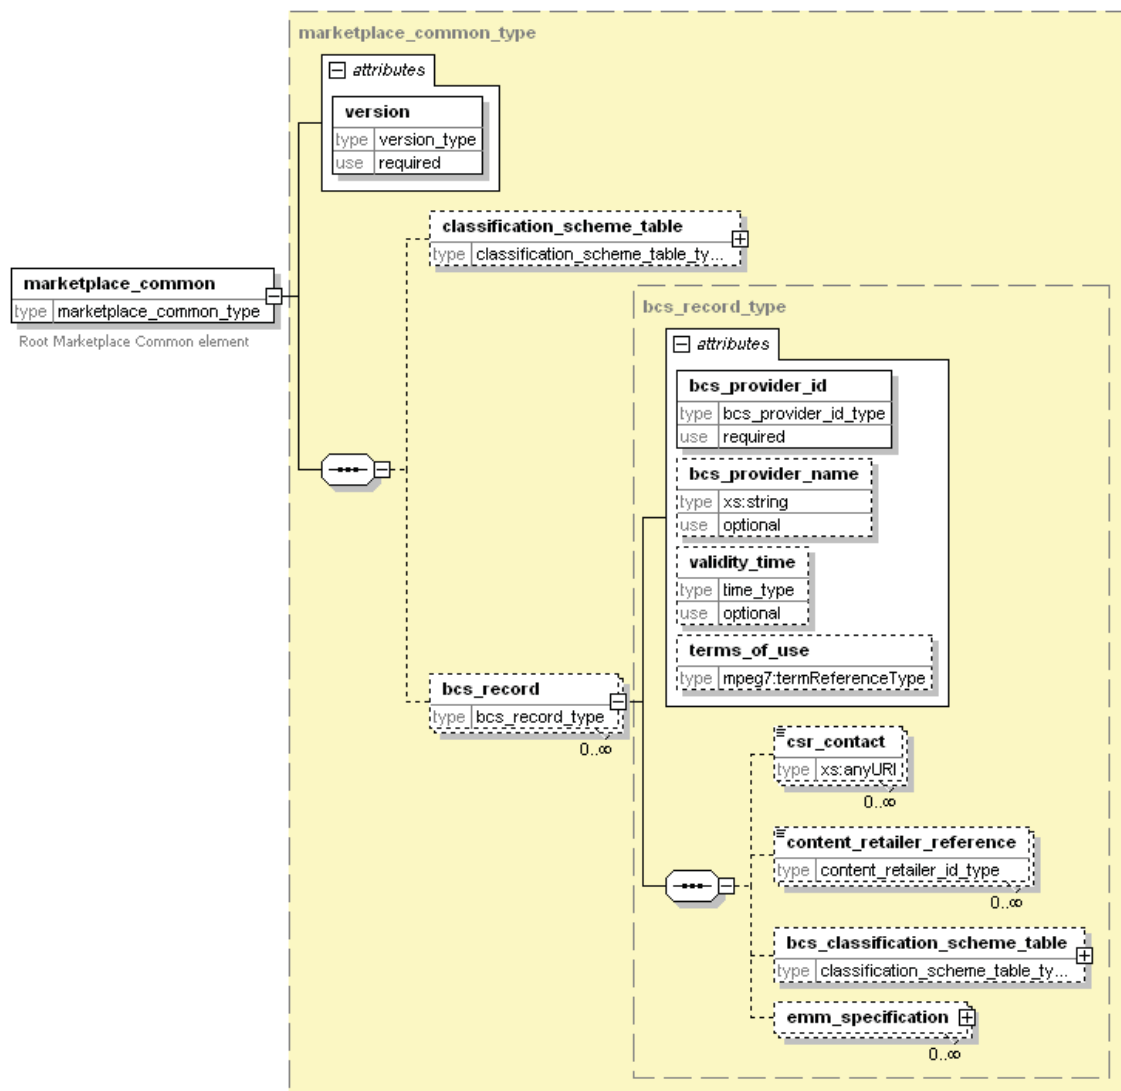 marketplace_common_type
attributes
version
type version_type
use required
classification_scheme_table
type classification_scheme_table_ty...
marketplace_common
type marketplace_common_type
Root Marketplace Common element
bcs_record_type
attributes
bcs_provider_id
type bcs_provider_id_type
use required
bcs_provider_name
type xs:string
use optional
validity_time
type time_type
use optional
terms_of_use
type mpeg7:termReferenceType
bcs_record
type bcs_record_type
0..∞
csr_contact
type xs:anyURI
0..∞
content_retailer_reference
type content_retailer_id_type
0..∞
bcs_classification_scheme_table
type classification_scheme_table_ty...
emm_specification
0..∞